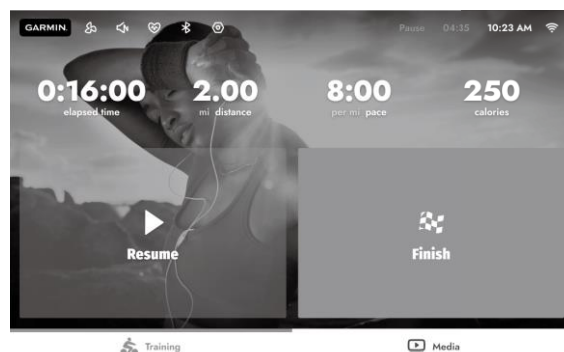 GARMIN. Pause 04:35 10:23 AM
0:16:00 2.00 8:00 250
elapsed time mi distance per mi pace calories
Resume Finish
Training Media